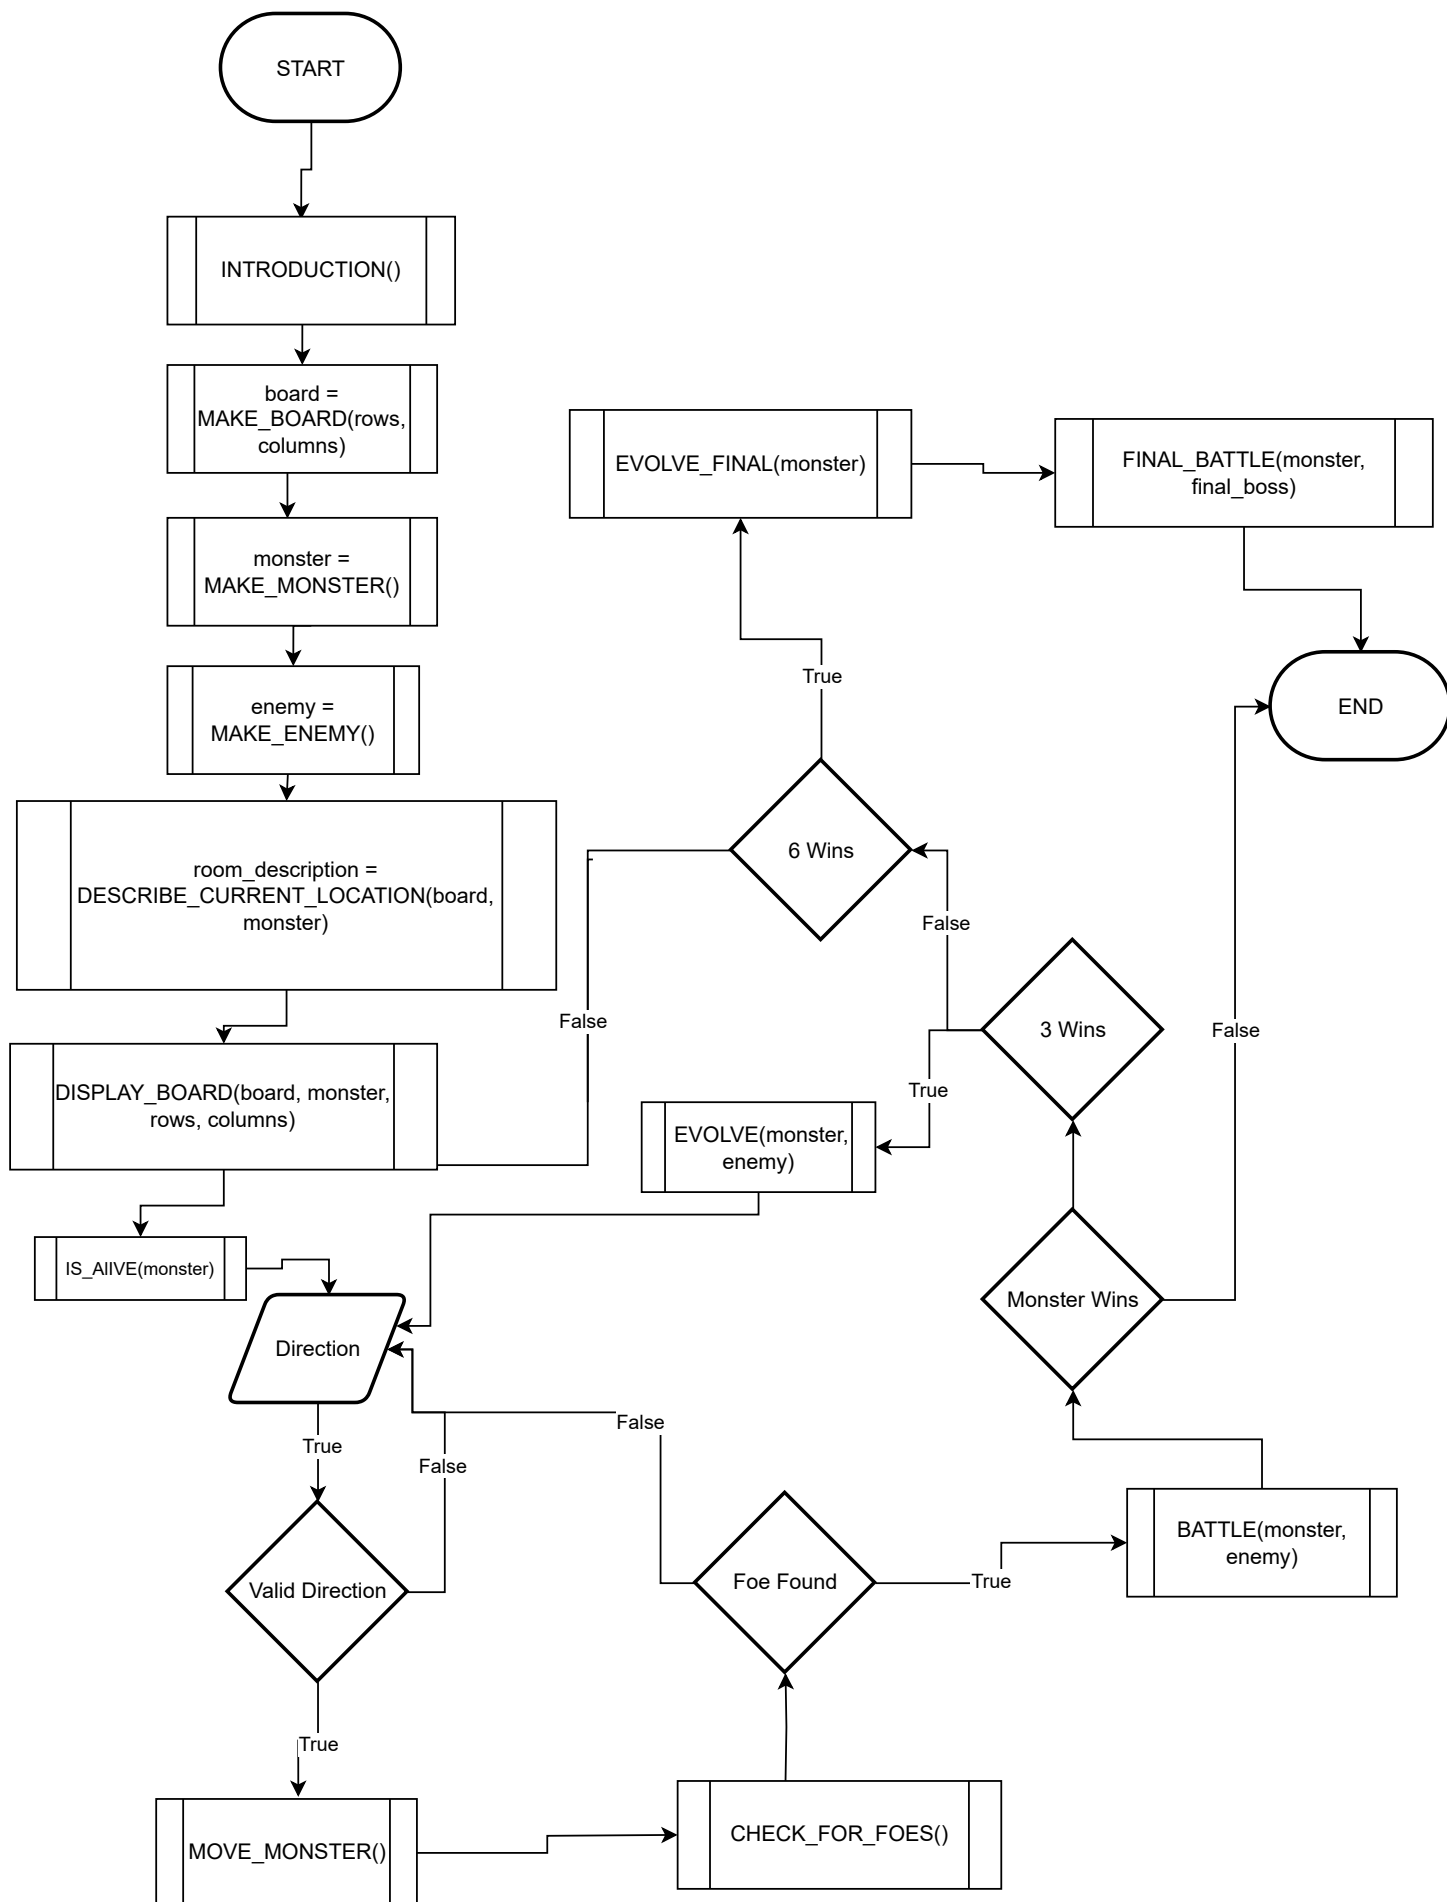 START
INTRODUCTION()
board =
MAKE_BOARD(rows,
columns)
monster =
MAKE_MONSTER()
enemy =
MAKE_ENEMY()
room_description =
DESCRIBE_CURRENT_LOCATION(board,
monster)
DISPLAY_BOARD(board, monster,
rows, columns)
IS_AlIVE(monster)
Direction
True
False
Valid Direction
True
MOVE_MONSTER()
CHECK_FOR_FOES()
Foe Found
False
True
BATTLE(monster,
enemy)
Monster Wins
False
3 Wins
True
False
EVOLVE(monster,
enemy)
6 Wins
False
True
EVOLVE_FINAL(monster)
FINAL_BATTLE(monster,
final_boss)
END